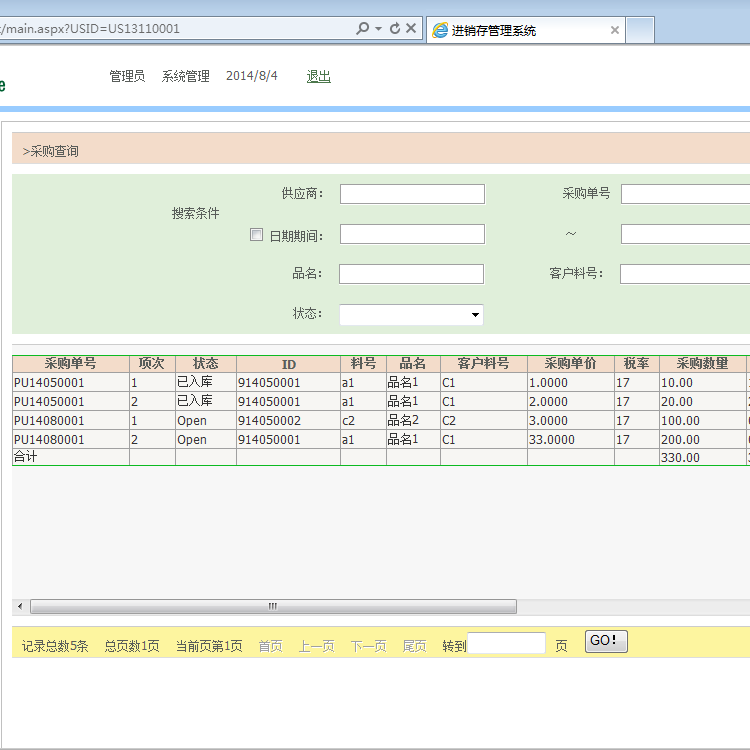 /main.aspx?USID=US13110001
进销存管理系统
e
管理员 系统管理 2014/8/4 退出
>采购查询
供应商： 采购单号
搜索条件
日期期间： ～
品名： 客户料号：
状态：
采购单号 项次 状态 ID 料号 品名 客户料号 采购单价 税率 采购数量
PU14050001 1 已入库 914050001 a1 品名1 C1 1.0000 17 10.00
PU14050001 2 已入库 914050001 a1 品名1 C1 2.0000 17 20.00
PU14080001 1 Open 914050002 c2 品名2 C2 3.0000 17 100.00
PU14080001 2 Open 914050001 a1 品名1 C1 33.0000 17 200.00
合计 330.00
记录总数5条 总页数1页 当前页第1页 首页 上一页 下一页 尾页 转到 页 GO!